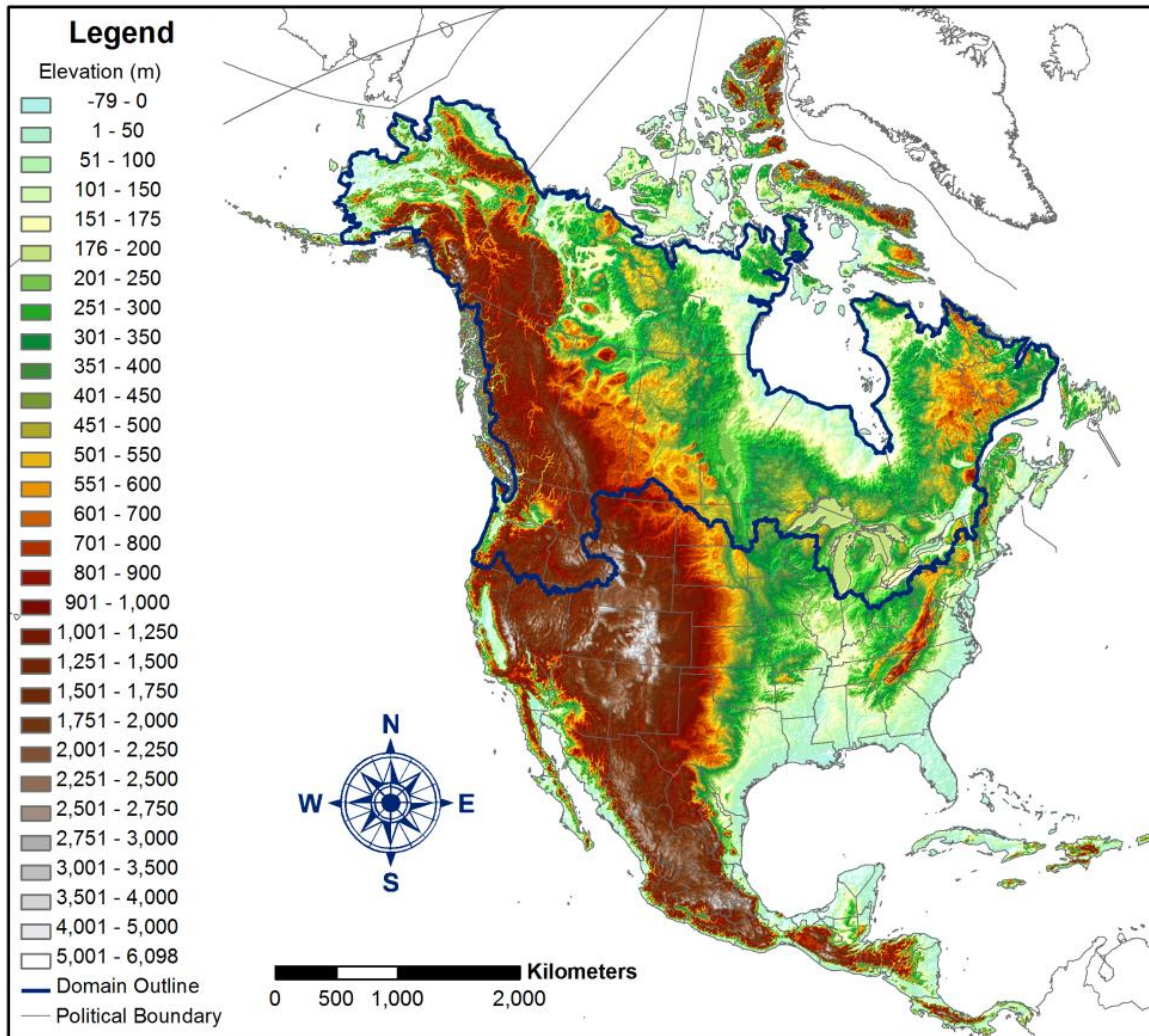 Legend
Elevation (m)
-79 - 0
1 - 50
51 - 100
101 - 150
151 - 175
176 - 200
201 - 250
251 - 300
301 - 350
351 - 400
401 - 450
451 - 500
501 - 550
551 - 600
601 - 700
701 - 800
801 - 900
901 - 1,000
1,001 - 1,250
1,251 - 1,500
1,501 - 1,750
1,751 - 2,000
2,001 - 2,250
2,251 - 2,500
2,501 - 2,750
2,751 - 3,000
3,001 - 3,500
3,501 - 4,000
4,001 - 5,000
5,001 - 6,098
Domain Outline
Political Boundary
N
W E
S
Kilometers
0 500 1,000 2,000